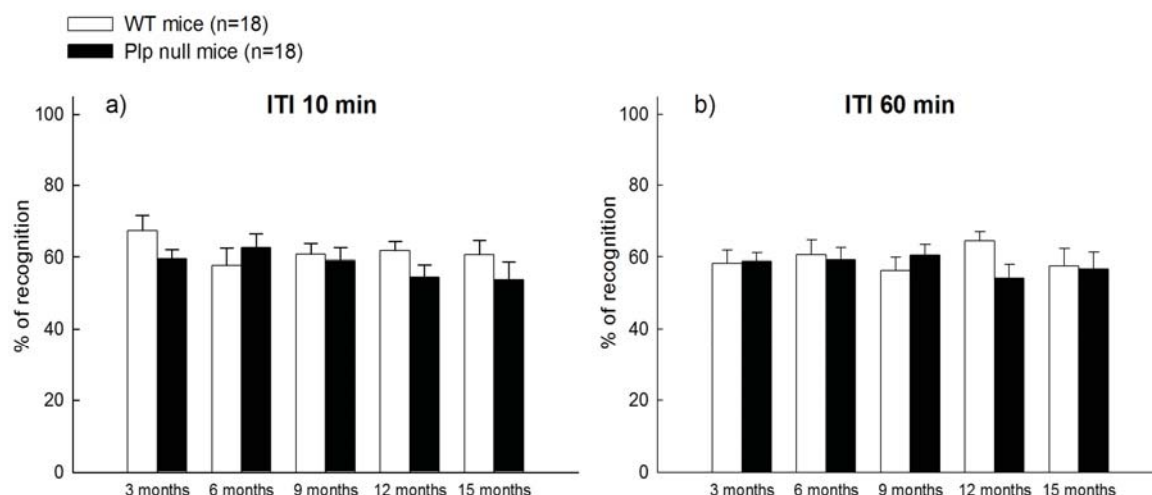 WT mice (n=18)
Plp null mice (n=18)
a) ITI 10 min
% of recognition
100
80
60
40
20
0
3 months 6 months 9 months 12 months 15 months
b) ITI 60 min
% of recognition
100
80
60
40
20
0
3 months 6 months 9 months 12 months 15 months